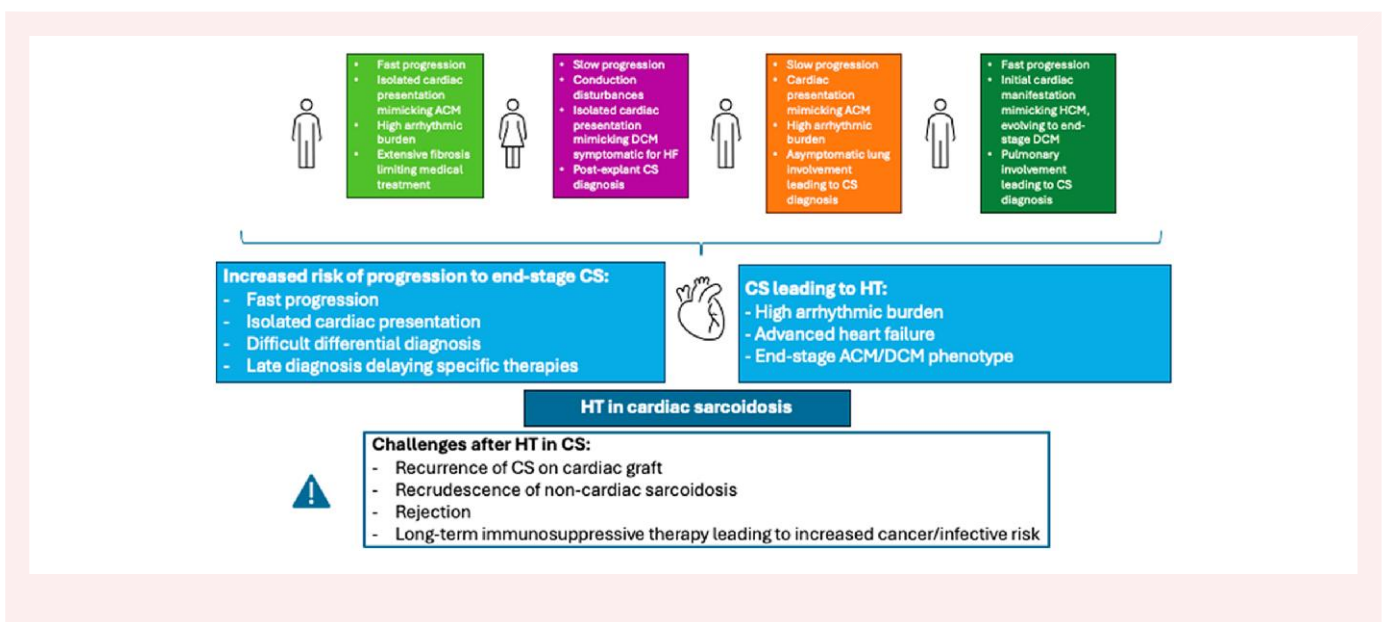 • Fast progression
• Isolated cardiac
presentation
mimicking ACM
• High arrhythmic
burden
• Extensive fibrosis
limiting medical
treatment
• Slow progression
• Conduction
disturbances
• Isolated cardiac
presentation
mimicking DCM
symptomatic for HF
• Post-explant CS
diagnosis
• Slow progression
• Cardiac
presentation
mimicking ACM
• High arrhythmic
burden
• Asymptomatic lung
involvement
leading to CS
diagnosis
• Fast progression
• Initial cardiac
manifestation
mimicking HCM,
evolving to end-
stage DCM
• Pulmonary
involvement
leading to CS
diagnosis
Increased risk of progression to end-stage CS:
- Fast progression
- Isolated cardiac presentation
- Difficult differential diagnosis
- Late diagnosis delaying specific therapies
CS leading to HT:
- High arrhythmic burden
- Advanced heart failure
- End-stage ACM/DCM phenotype
HT in cardiac sarcoidosis
Challenges after HT in CS:
- Recurrence of CS on cardiac graft
- Recrudescence of non-cardiac sarcoidosis
- Rejection
- Long-term immunosuppressive therapy leading to increased cancer/infective risk